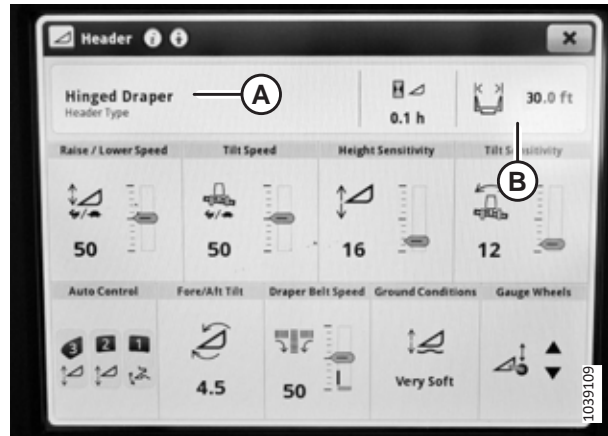 Header
Hinged Draper
Header Type
A
0.1 h
30.0 ft
B
Raise / Lower Speed
Tilt Speed
Height Sensitivity
Tilt Sensitivity
50
50
16
12
Auto Control
Fore/Aft Tilt
Draper Belt Speed
Ground Conditions
Gauge Wheels
3 2 1
4.5
50
Very Soft
1039109